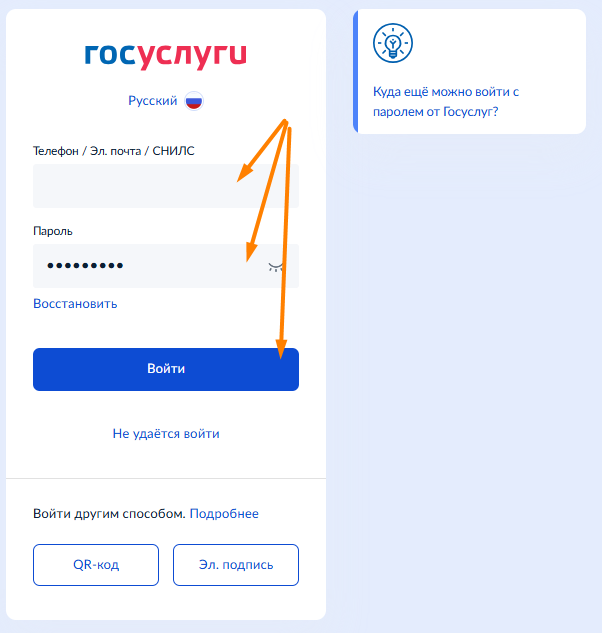 госуслуги
Русский
Телефон / Эл. почта / СНИЛС
Пароль
•••••••••
Восстановить
Войти
Не удаётся войти
Войти другим способом. Подробнее
QR-код
Эл. подпись
Куда ещё можно войти с
паролем от Госуслуг?